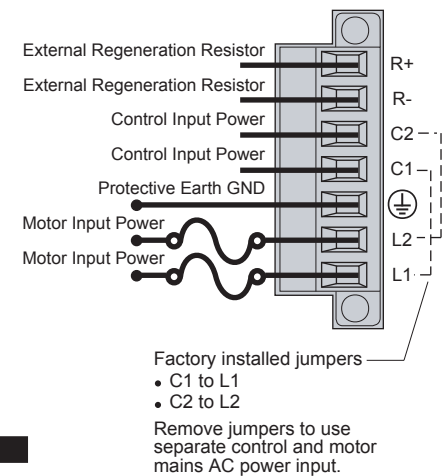 External Regeneration Resistor
R+
External Regeneration Resistor
R-
Control Input Power
C2
Control Input Power
C1
Protective Earth GND
Motor Input Power
L2
Motor Input Power
L1
Factory installed jumpers
• C1 to L1
• C2 to L2
Remove jumpers to use
separate control and motor
mains AC power input.